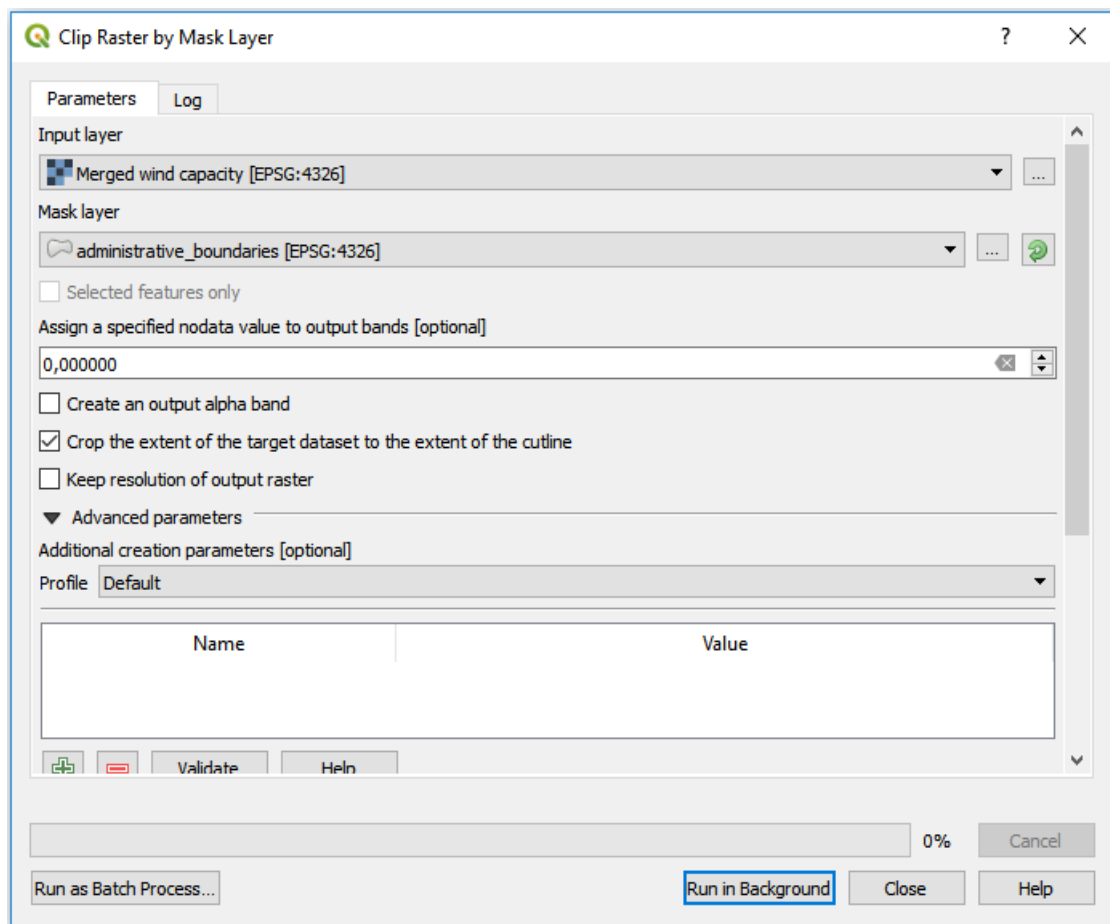 Clip Raster by Mask Layer ?
Parameters Log
Input layer
Merged wind capacity [EPSG:4326] ...
Mask layer
administrative_boundaries [EPSG:4326] ...
Selected features only
Assign a specified nodata value to output bands [optional]
0,000000
Create an output alpha band
Crop the extent of the target dataset to the extent of the cutline
Keep resolution of output raster
Advanced parameters
Additional creation parameters [optional]
Profile Default
Name Value
Validate Help
0% Cancel
Run as Batch Process... Run in Background Close Help